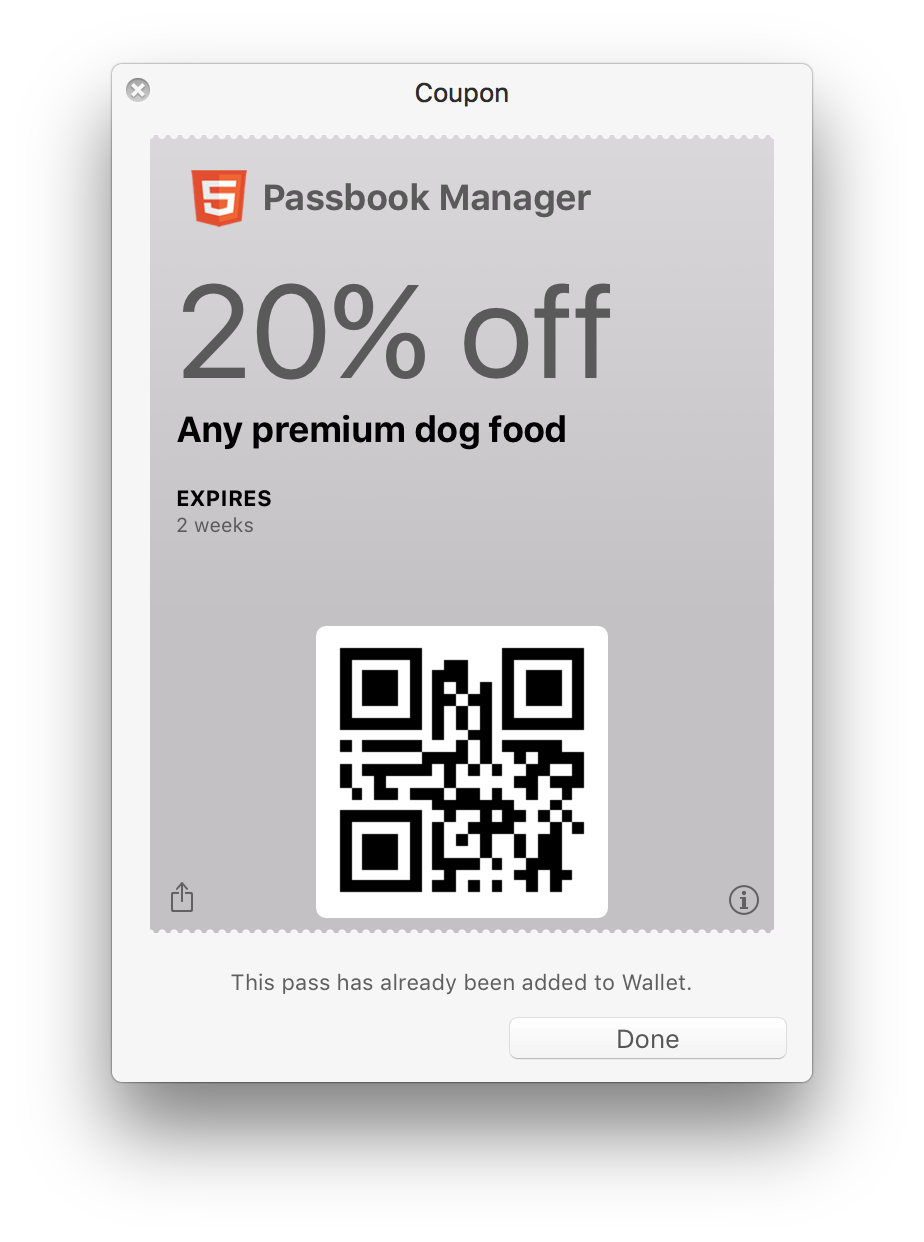 Coupon
5 Passbook Manager
20% off
Any premium dog food
EXPIRES
2 weeks
This pass has already been added to Wallet.
Done